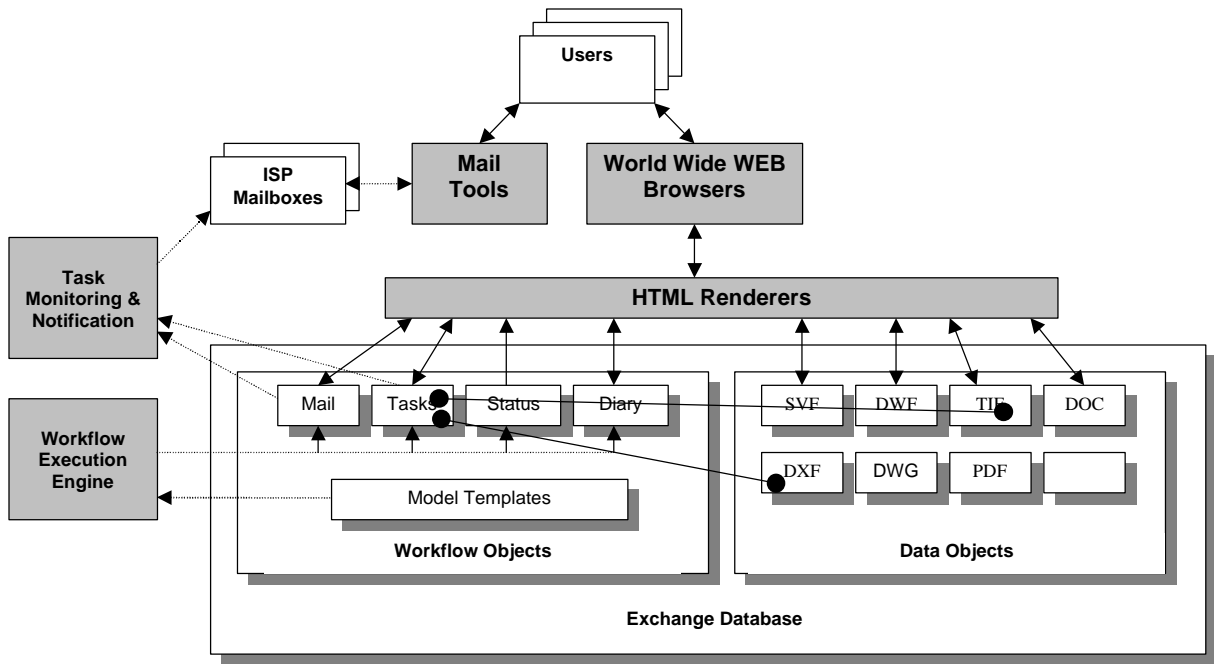 Users
ISP
Mailboxes
Mail
Tools
World Wide WEB
Browsers
Task
Monitoring &
Notification
HTML Renderers
Mail
Tasks
Status
Diary
SVF
DWF
TIF
DOC
Workflow
Execution
Engine
DXF
DWG
PDF
Model Templates
Workflow Objects
Data Objects
Exchange Database